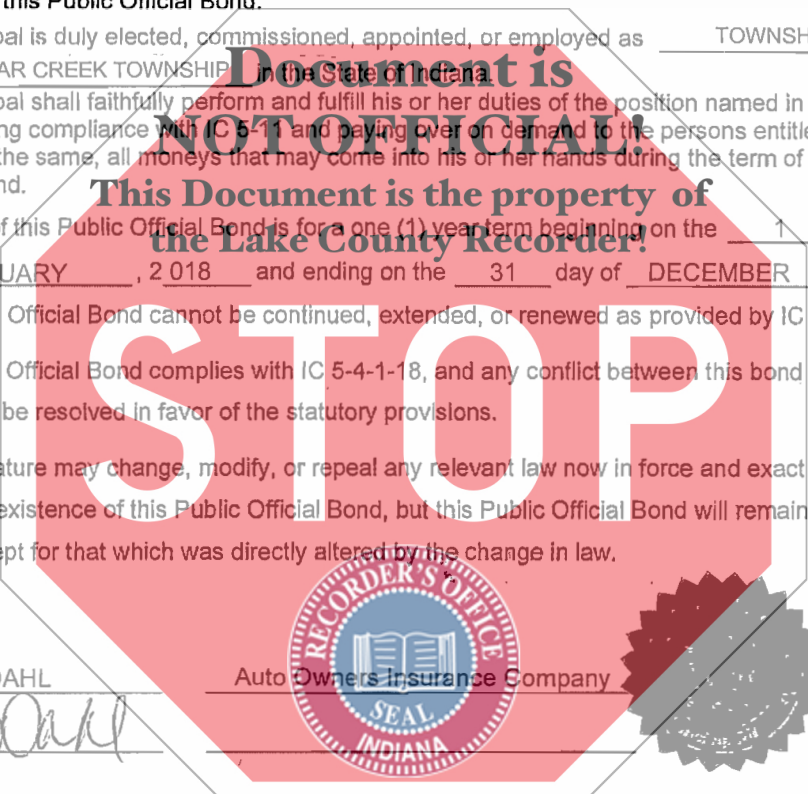 this Public Official Bond.
pal is duly elected, commissioned, appointed, or employed as TOWNSH
AR CREEK TOWNSHIP in the State of Indiana.
Document is
pal shall faithfully perform and fulfill his or her duties of the position named in
ng compliance with IC 5-11 and paying over on demand to the persons entitle
NOT OFFICIAL!
the same, all moneys that may come into his or her hands during the term of
nd.
This Document is the property of
f this Public Official Bond is for a one (1) year term beginning on the 1
the Lake County Recorder!
UARY , 2 018 and ending on the 31 day of DECEMBER
Official Bond cannot be continued, extended, or renewed as provided by IC
STOP
Official Bond complies with IC 5-4-1-18, and any conflict between this bond
be resolved in favor of the statutory provisions.
ature may change, modify, or repeal any relevant law now in force and exact
existence of this Public Official Bond, but this Public Official Bond will remain
ept for that which was directly altered by the change in law.
RECORDER'S OFFICE
SEAL
INDIANA
DAHL Auto Owners Insurance Company
Dahl